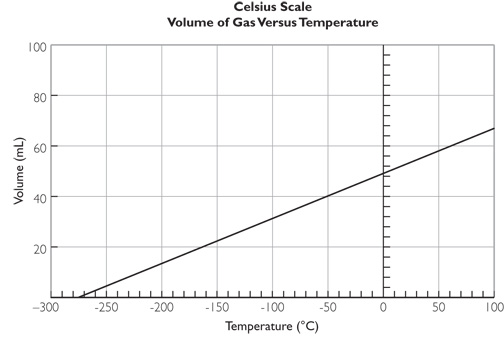 Celsius Scale
Volume of Gas Versus Temperature
100
80
60
40
20
Volume (mL)
–300 -250 -200 -150 -100 -50 0 50 100
Temperature (°C)